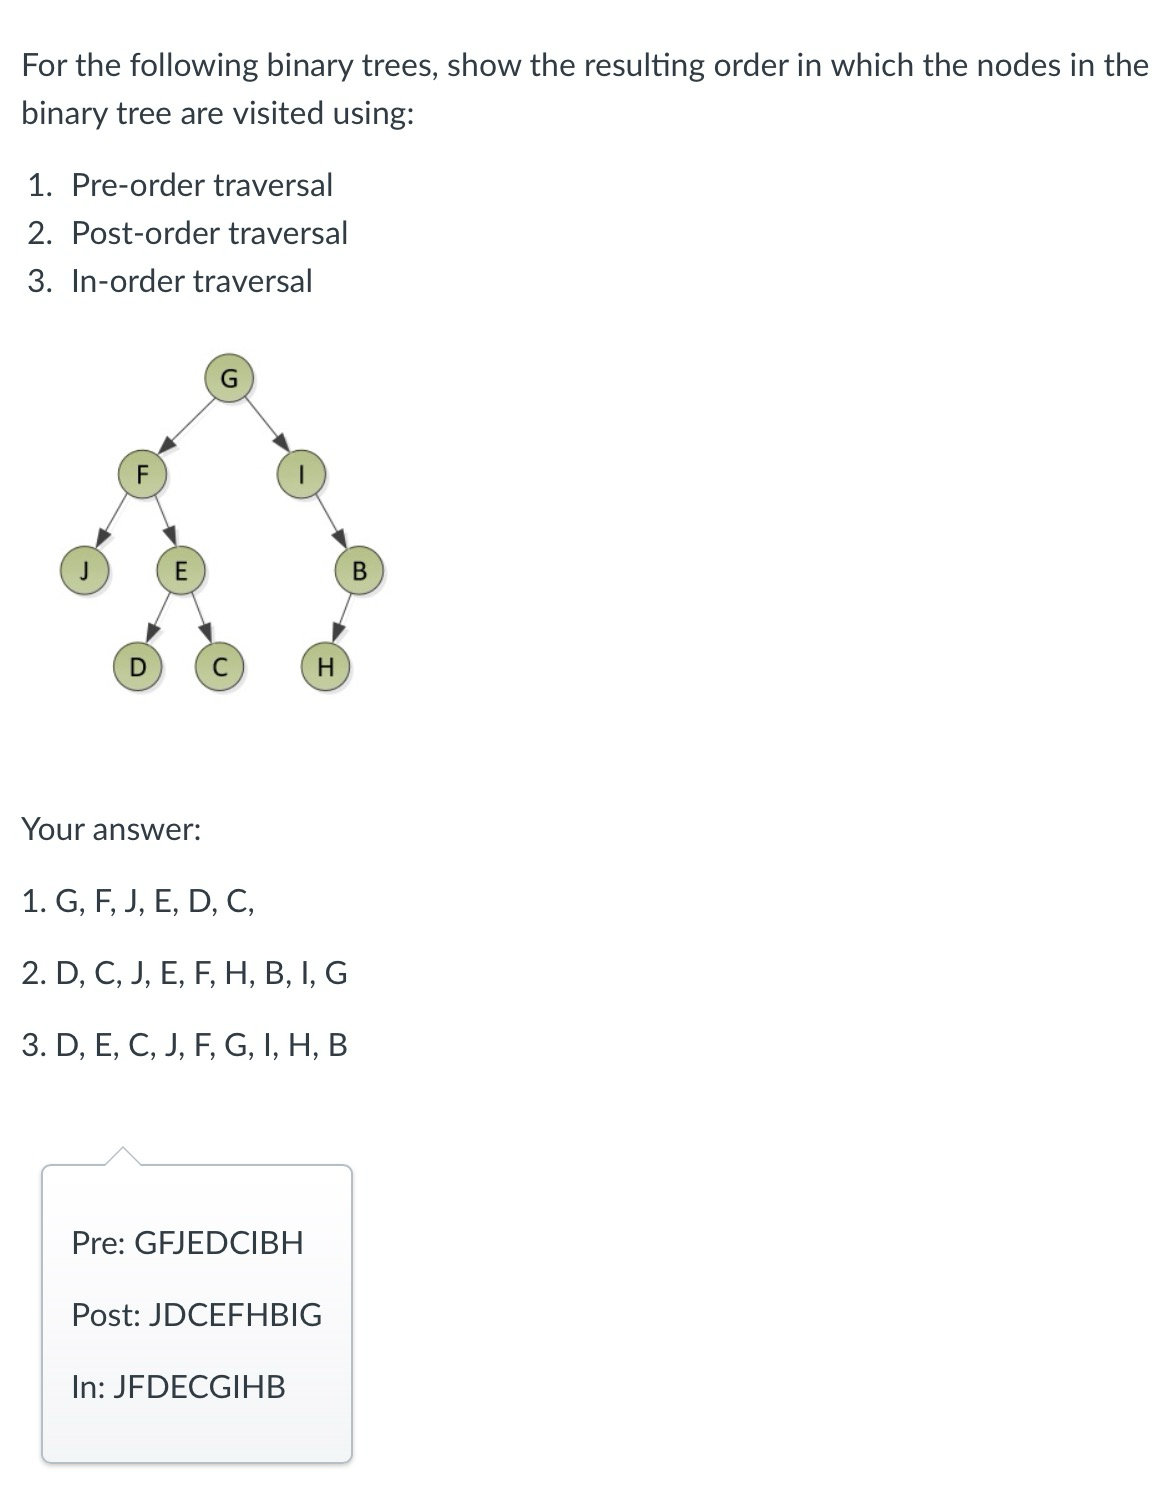 For the following binary trees, show the resulting order in which the nodes in the
binary tree are visited using:
1. Pre-order traversal
2. Post-order traversal
3. In-order traversal
G
F I
J E B
D C H
Your answer:
1. G, F, J, E, D, C,
2. D, C, J, E, F, H, B, I, G
3. D, E, C, J, F, G, I, H, B
Pre: GFJEDCIBH
Post: JDCEFHBIG
In: JFDECGIHB